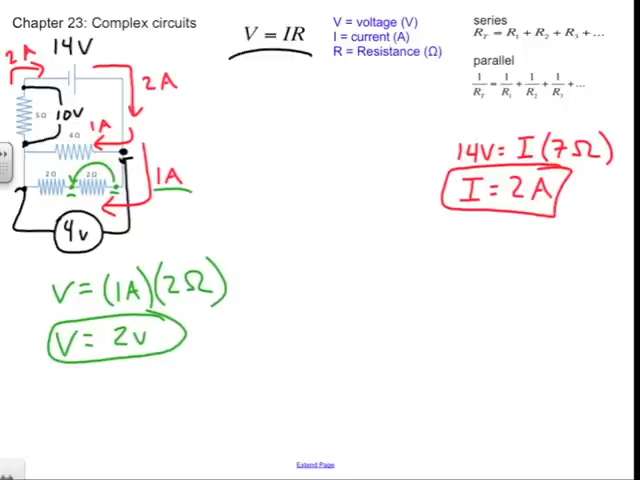 Chapter 23: Complex circuits
V = IR
V = voltage (V)
I = current (A)
R = Resistance (Ω)
series
R_T = R_1 + R_2 + R_3 + ...
parallel
1/R_T = 1/R_1 + 1/R_2 + 1/R_3 + ...
14V
2A
2A
5Ω
10V
1A
4Ω
2Ω
2Ω
1A
4v
14V = I(7Ω)
I = 2A
V = (1A)(2Ω)
V = 2v
Extend Page